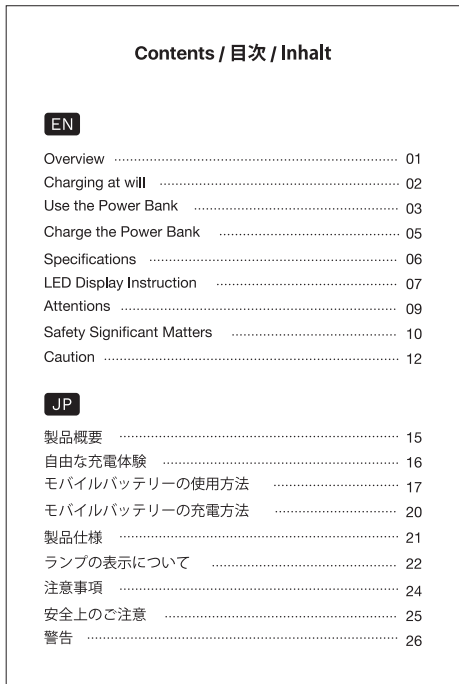 Contents / 目次 / Inhalt
EN
Overview 01
Charging at will 02
Use the Power Bank 03
Charge the Power Bank 05
Specifications 06
LED Display Instruction 07
Attentions 09
Safety Significant Matters 10
Caution 12
JP
製品概要 15
自由な充電体験 16
モバイルバッテリーの使用方法 17
モバイルバッテリーの充電方法 20
製品仕様 21
ランプの表示について 22
注意事項 24
安全上のご注意 25
警告 26